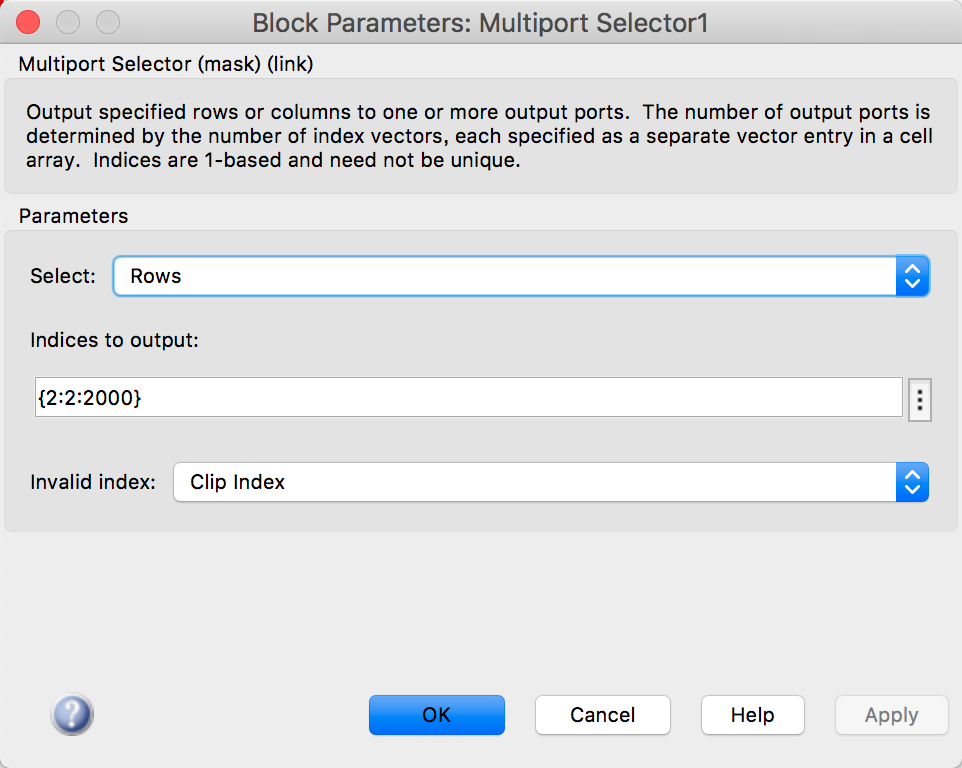 Block Parameters: Multiport Selector1
Multiport Selector (mask) (link)
Output specified rows or columns to one or more output ports.  The number of output ports is
determined by the number of index vectors, each specified as a separate vector entry in a cell
array.  Indices are 1-based and need not be unique.
Parameters
Select: Rows
Indices to output:
{2:2:2000}
Invalid index: Clip Index
? OK Cancel Help Apply